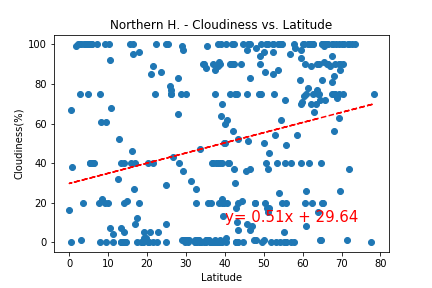 Northern H. - Cloudiness vs. Latitude
100
80
60
40
20
0
Cloudiness(%)
y= 0.51x + 29.64
0 10 20 30 40 50 60 70 80
Latitude